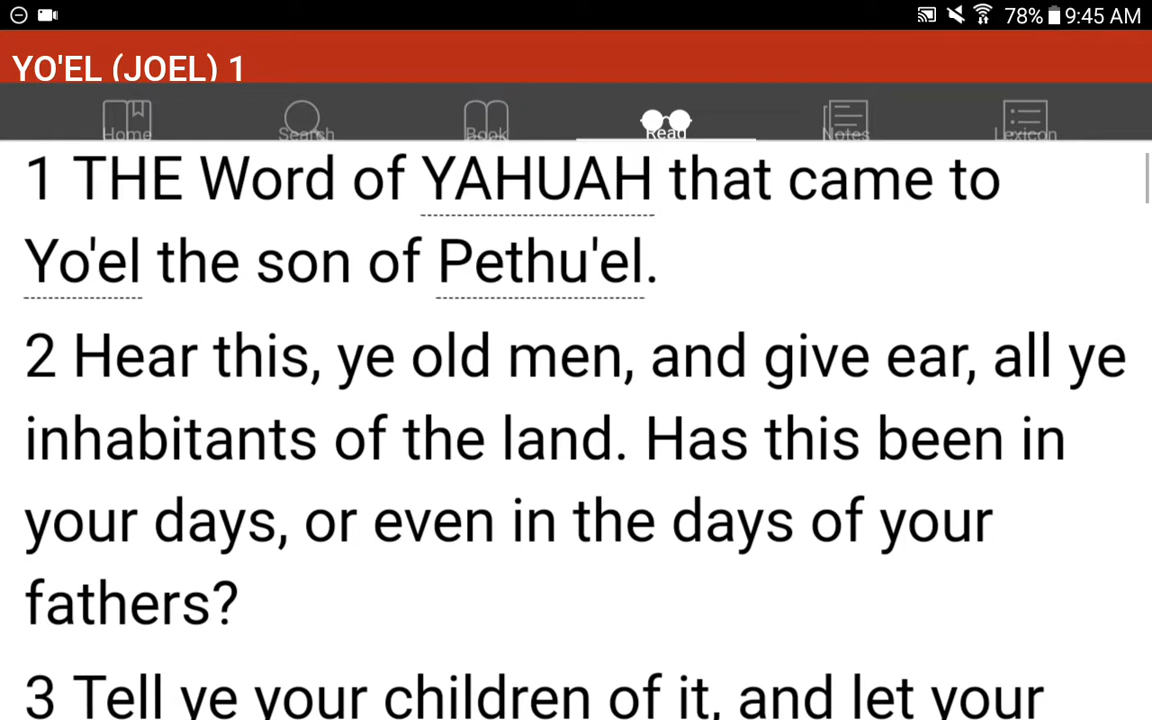 78% 9:45 AM
YO'EL (JOEL) 1
Home Search Book Read Notes Lexicon
1 THE Word of YAHUAH that came to
Yo'el the son of Pethu'el.
2 Hear this, ye old men, and give ear, all ye
inhabitants of the land. Has this been in
your days, or even in the days of your
fathers?
3 Tell ye your children of it, and let your